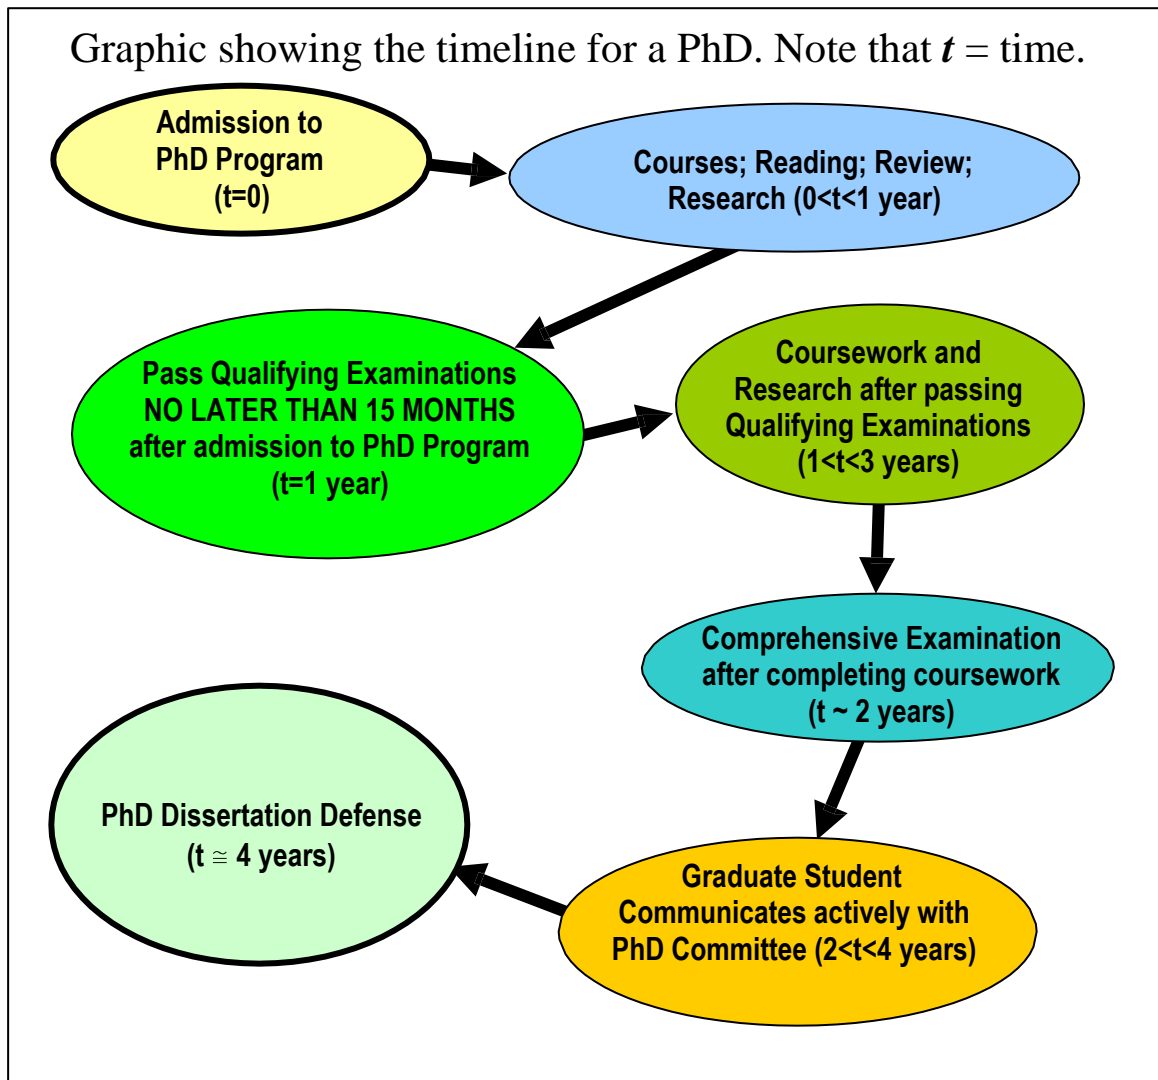 Graphic showing the timeline for a PhD. Note that t = time.
Admission to
PhD Program
(t=0)
Courses; Reading; Review;
Research (0<t<1 year)
Pass Qualifying Examinations
NO LATER THAN 15 MONTHS
after admission to PhD Program
(t=1 year)
Coursework and
Research after passing
Qualifying Examinations
(1<t<3 years)
Comprehensive Examination
after completing coursework
(t ~ 2 years)
Graduate Student
Communicates actively with
PhD Committee (2<t<4 years)
PhD Dissertation Defense
(t ≅ 4 years)